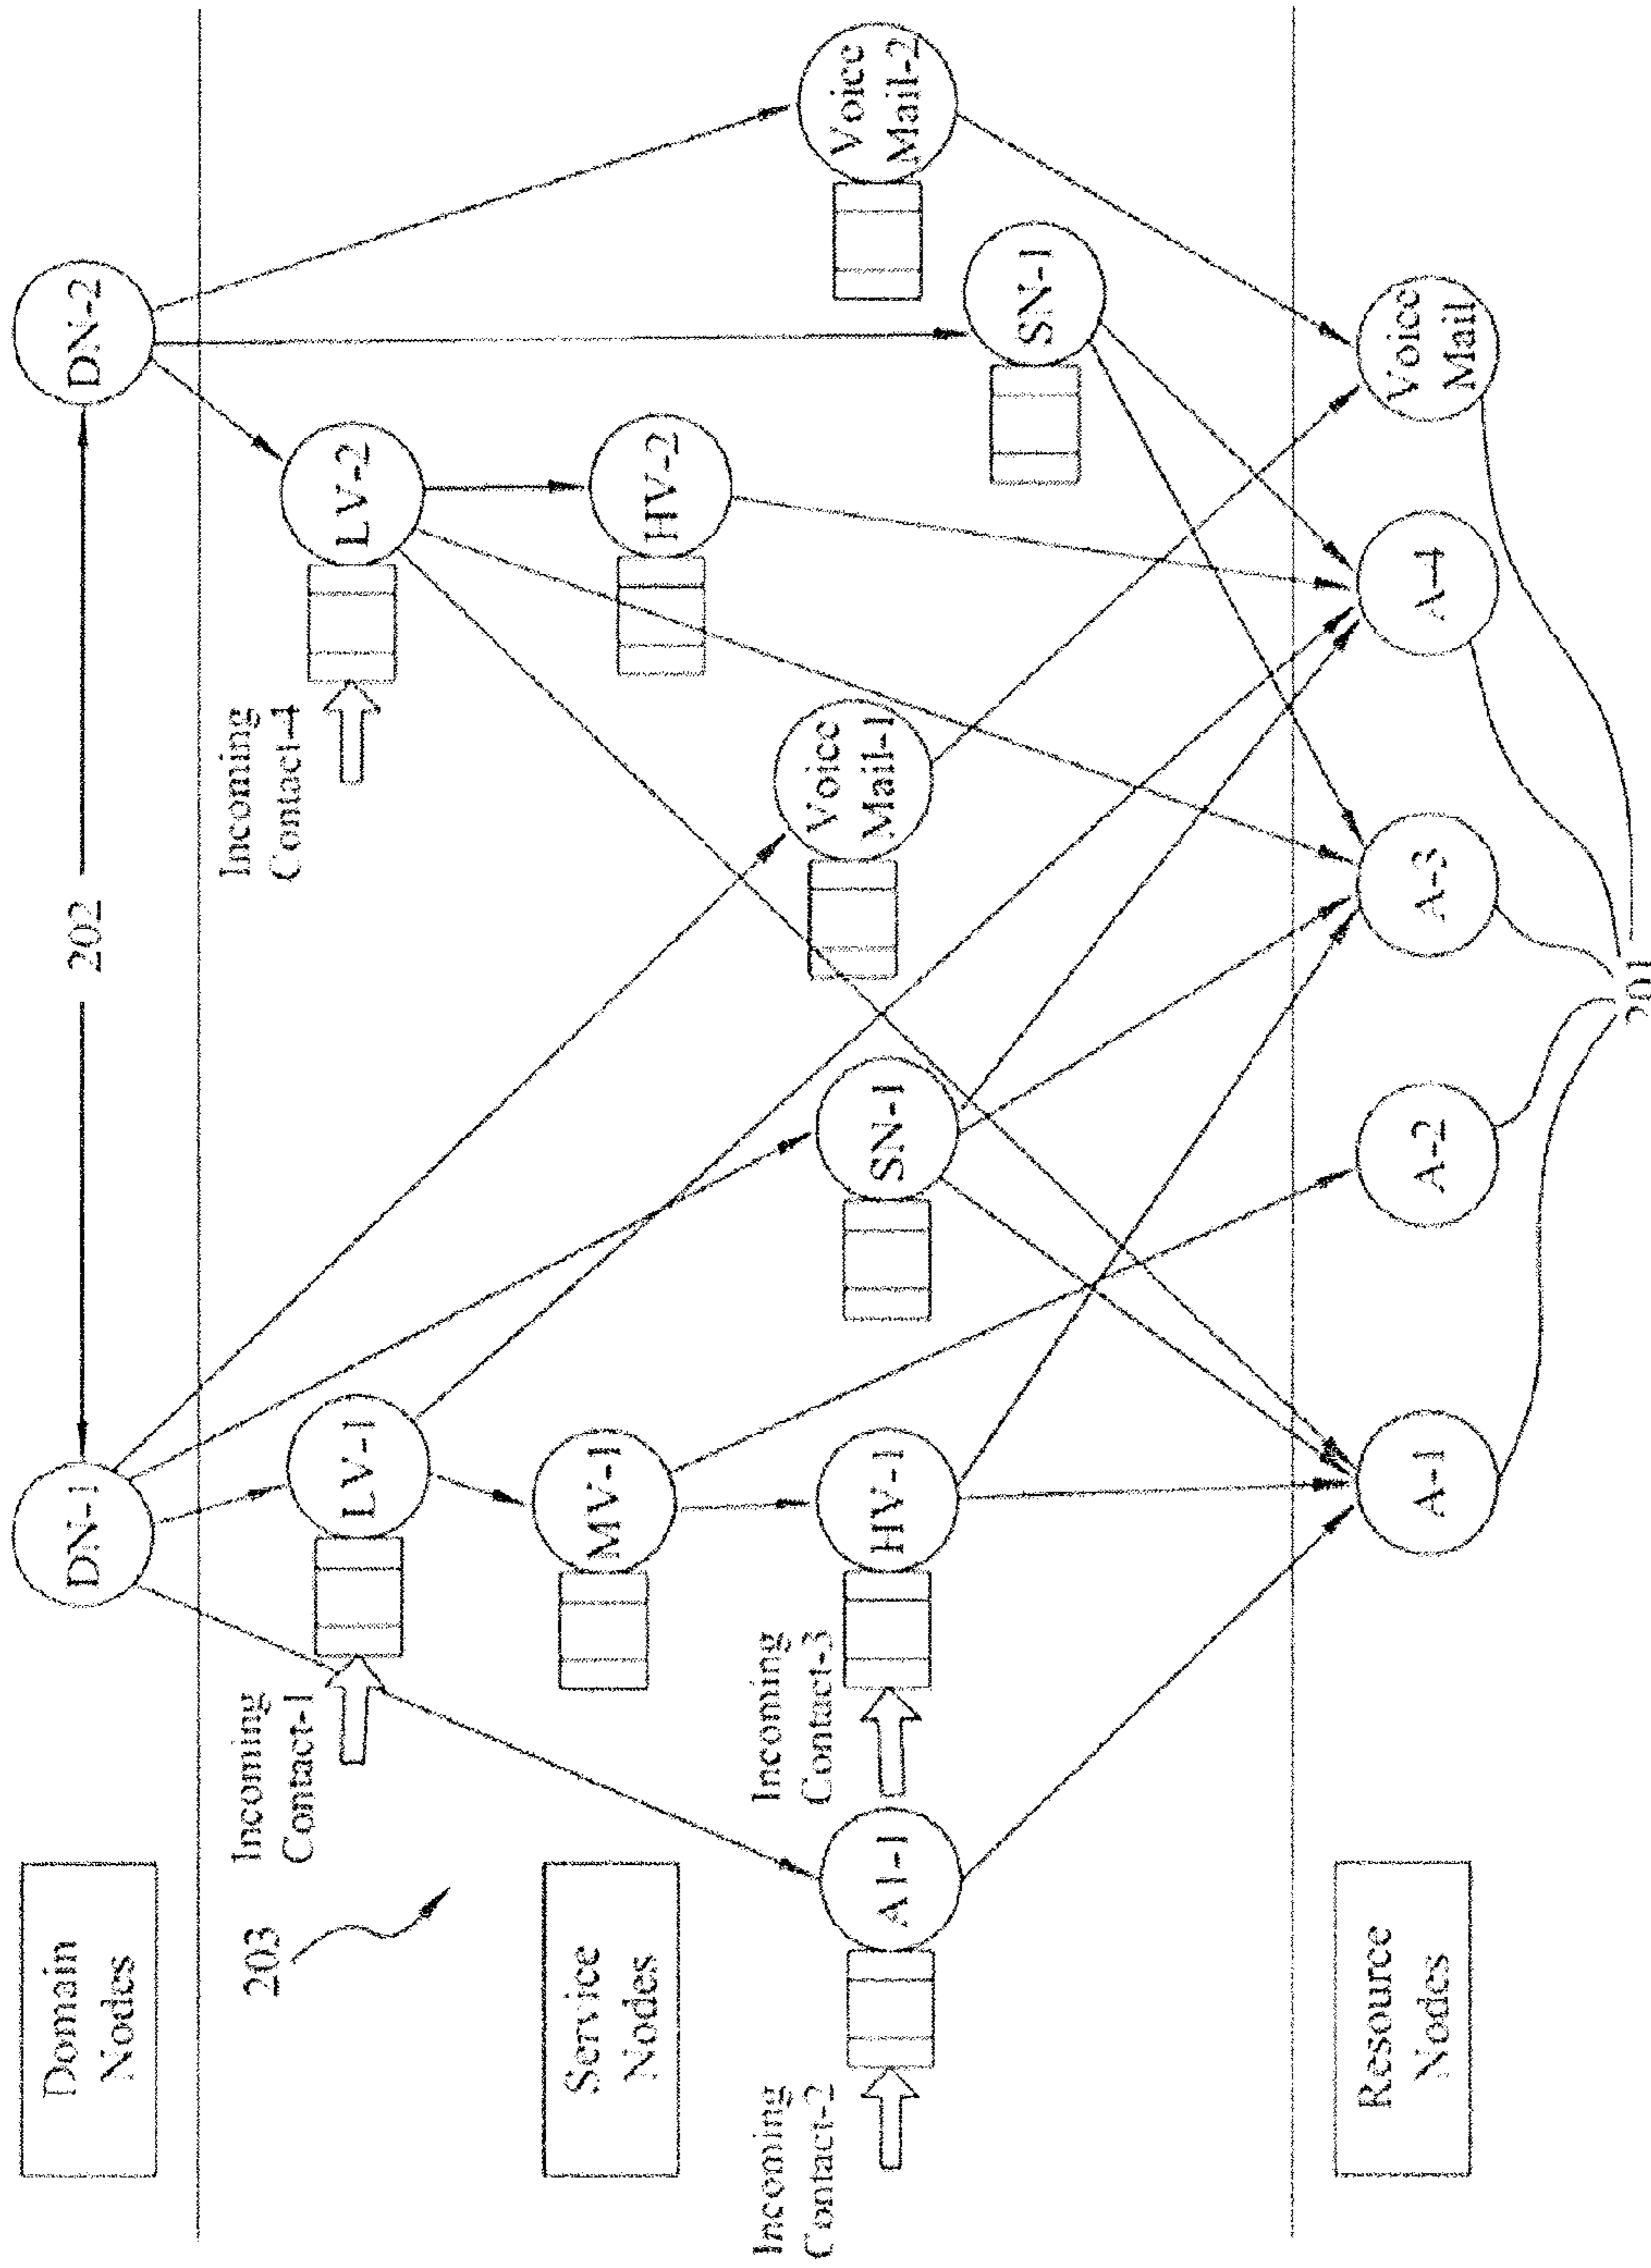 Domain
Nodes
DN-1
202
DN-2
203
Incoming
Contact-1
LV-1
Incoming
Contact-4
LV-2
Service
Nodes
MV-1
HV-2
Incoming
Contact-2
A1-1
Incoming
Contact-3
HV-1
SN-1
Voice
Mail-1
SN-1
Voice
Mail-2
Resource
Nodes
A-1
A-2
A-3
A-4
Voice
Mail
201